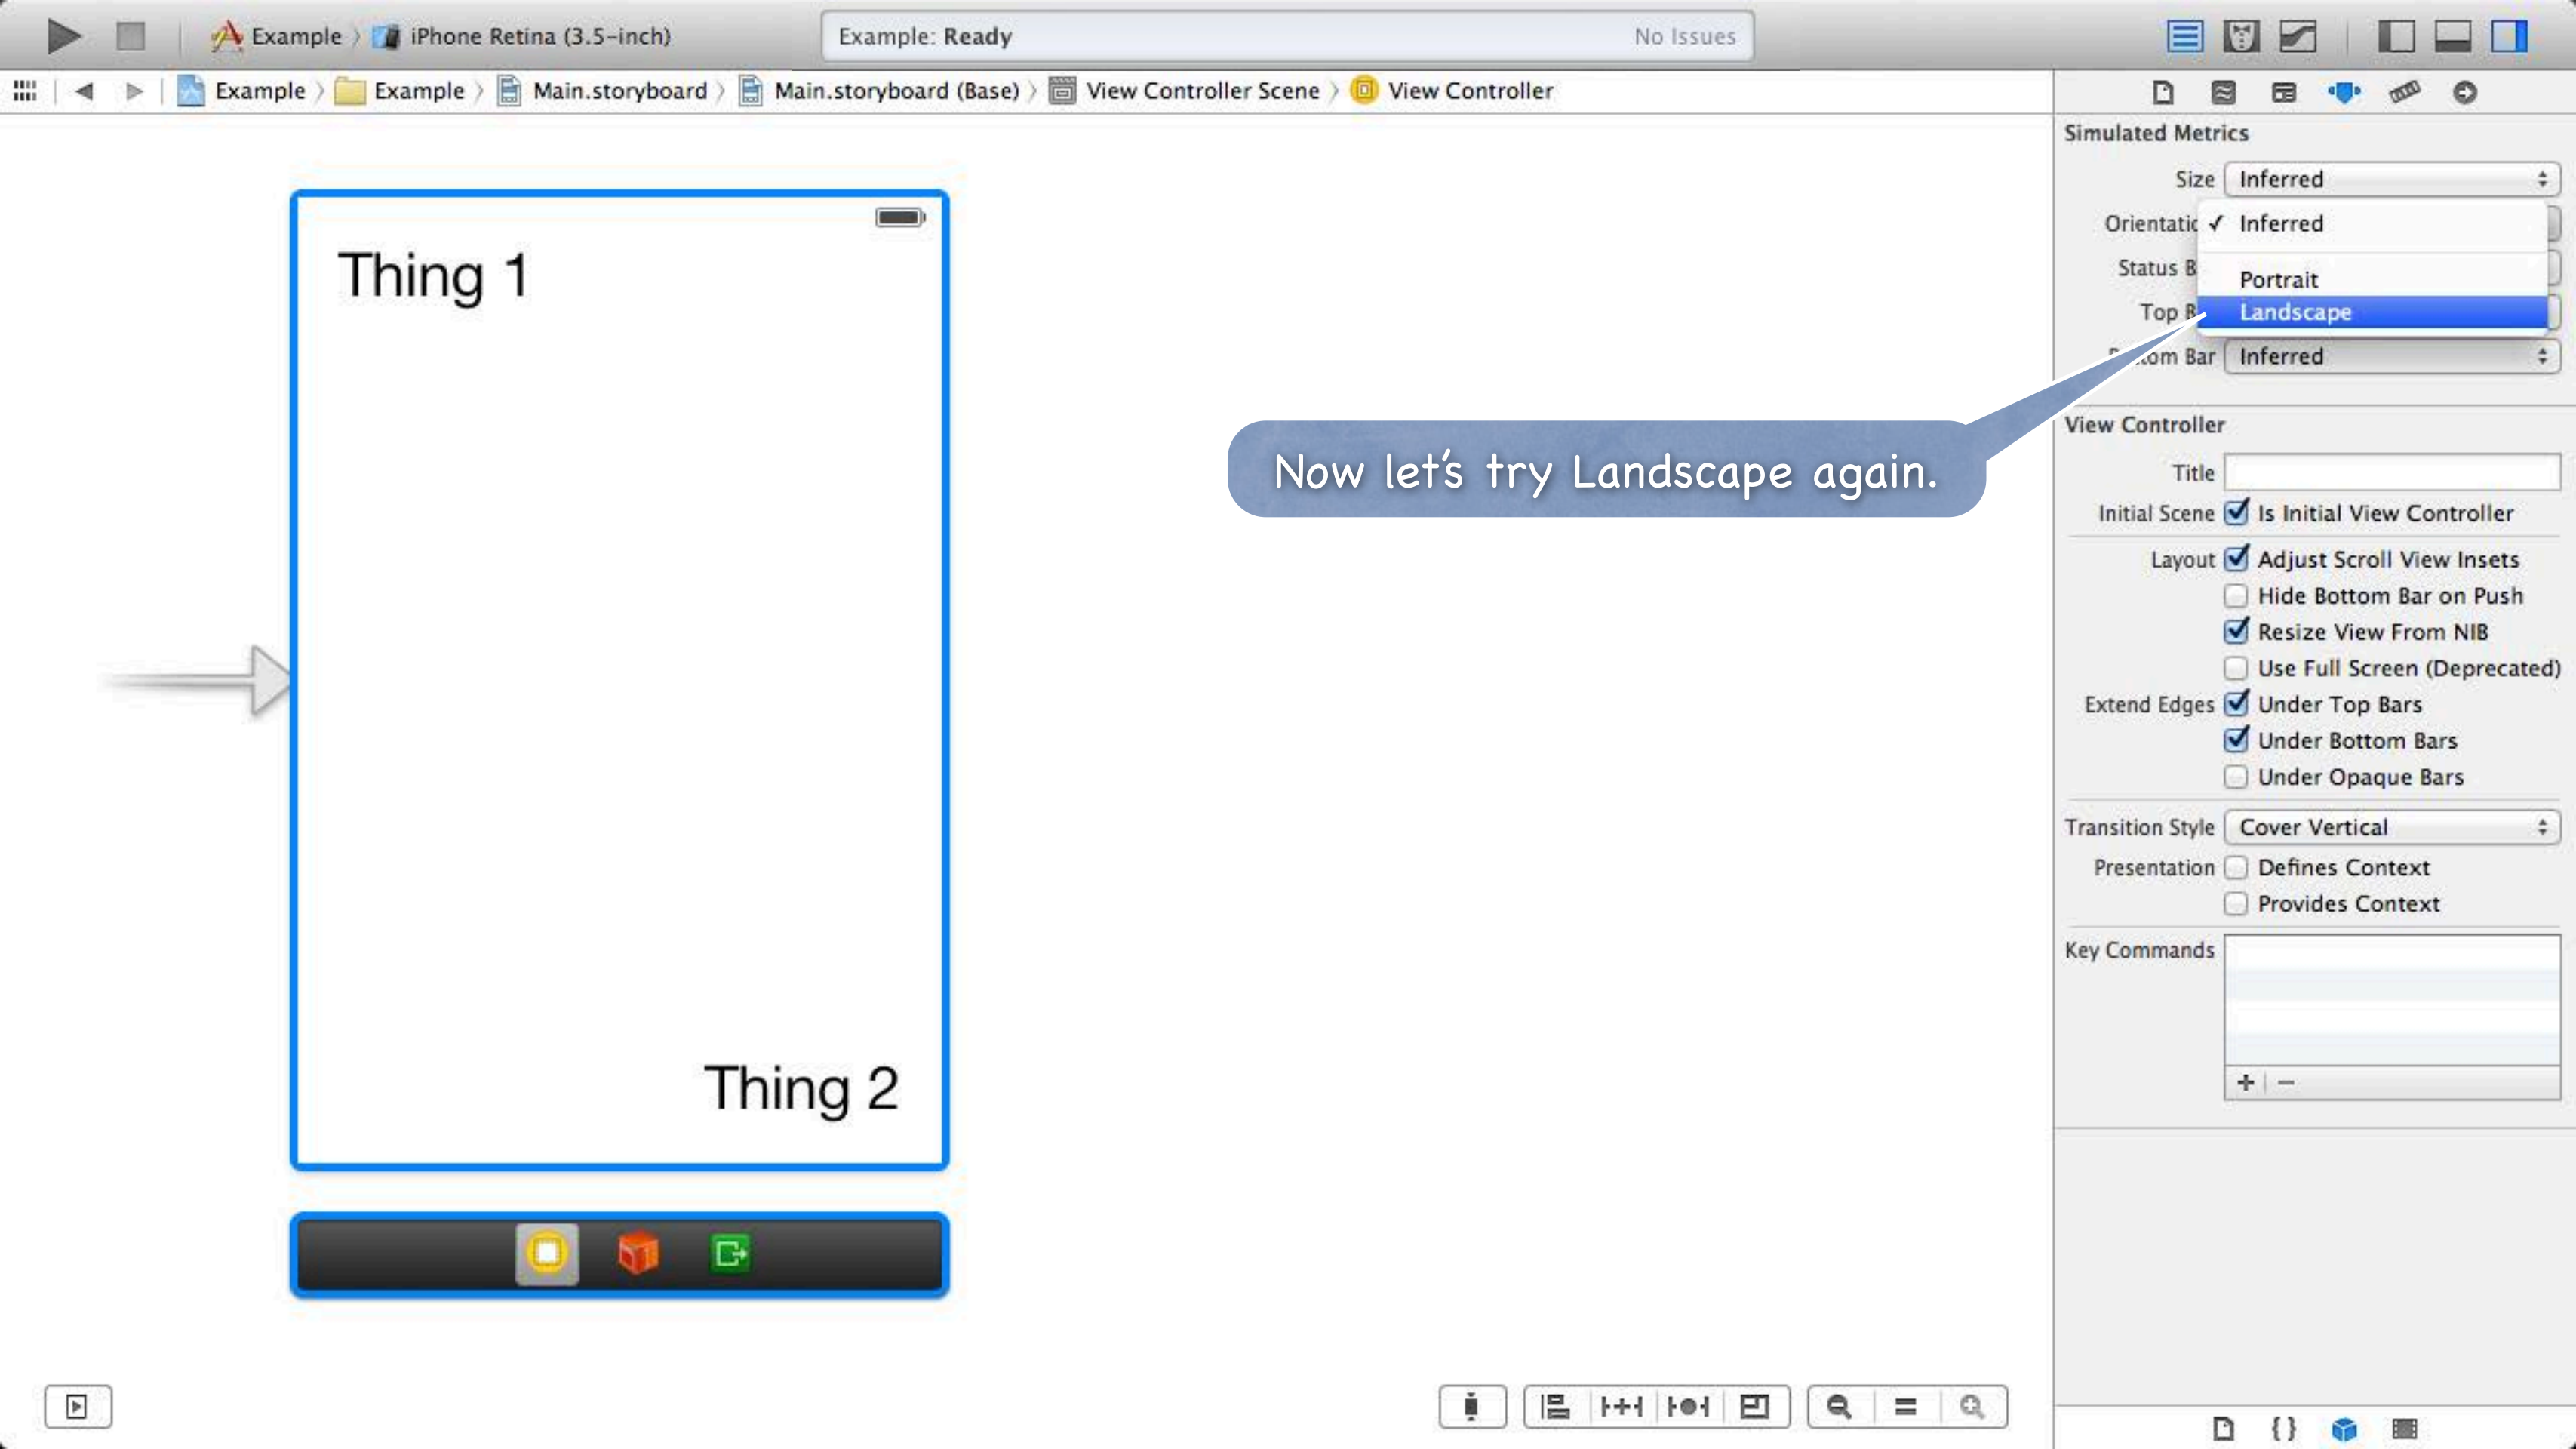 Example
iPhone Retina (3.5-inch)
Example: Ready
No Issues
Example
Example
Main.storyboard
Main.storyboard (Base)
View Controller Scene
View Controller
Simulated Metrics
Size Inferred
Orientatio ✓ Inferred
Status B
Portrait
Top B Landscape
tom Bar Inferred
Thing 1
Now let's try Landscape again.
View Controller
Title
Initial Scene Is Initial View Controller
Layout Adjust Scroll View Insets
Hide Bottom Bar on Push
Resize View From NIB
Use Full Screen (Deprecated)
Extend Edges Under Top Bars
Under Bottom Bars
Under Opaque Bars
Transition Style Cover Vertical
Presentation Defines Context
Provides Context
Key Commands
Thing 2